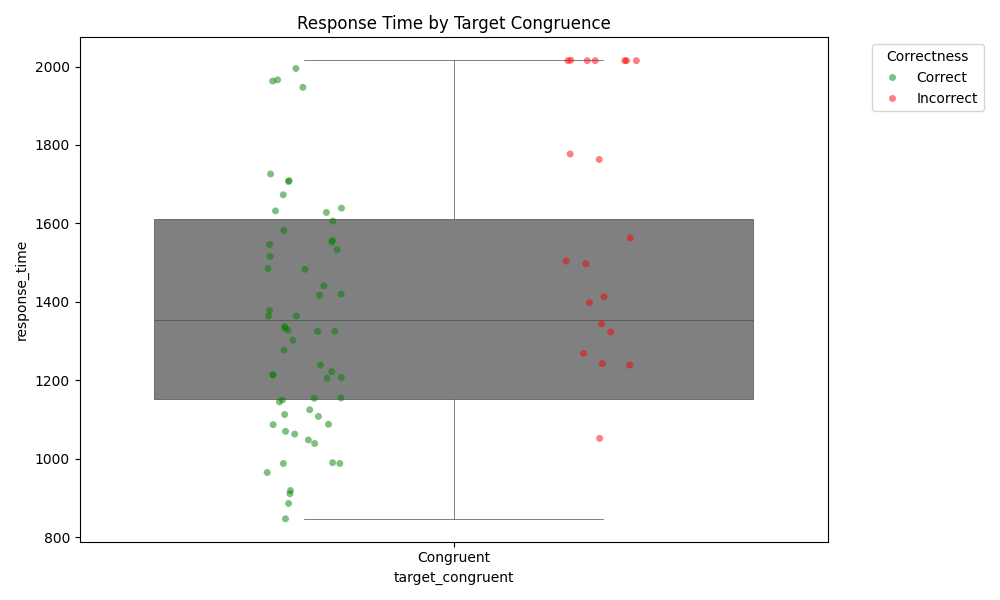 Response Time by Target Congruence
Correctness
Correct
Incorrect
2000
1800
1600
1400
1200
1000
800
response_time
Congruent
target_congruent